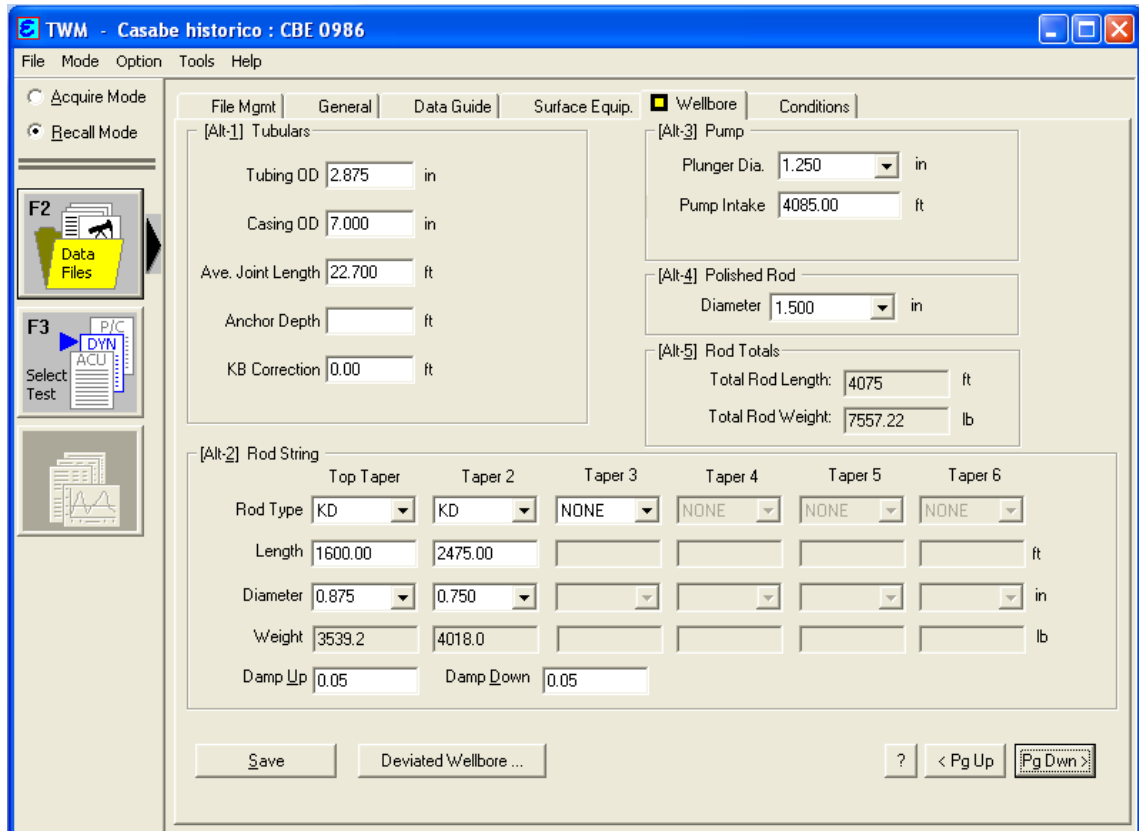 TWM - Casabe historico : CBE 0986
File Mode Option Tools Help
Acquire Mode
Recall Mode
F2
Data
Files
F3
P/C
DYN
ACU
Select
Test
File Mgmt General Data Guide Surface Equip. Wellbore Conditions
[Alt-1] Tubulars
Tubing OD 2.875 in
Casing OD 7.000 in
Ave. Joint Length 22.700 ft
Anchor Depth ft
KB Correction 0.00 ft
[Alt-3] Pump
Plunger Dia. 1.250 in
Pump Intake 4085.00 ft
[Alt-4] Polished Rod
Diameter 1.500 in
[Alt-5] Rod Totals
Total Rod Length: 4075 ft
Total Rod Weight: 7557.22 lb
[Alt-2] Rod String
Top Taper Taper 2 Taper 3 Taper 4 Taper 5 Taper 6
Rod Type KD KD NONE NONE NONE NONE
Length 1600.00 2475.00 ft
Diameter 0.875 0.750 in
Weight 3539.2 4018.0 lb
Damp Up 0.05 Damp Down 0.05
Save Deviated Wellbore ... ? < Pg Up Pg Dwn >